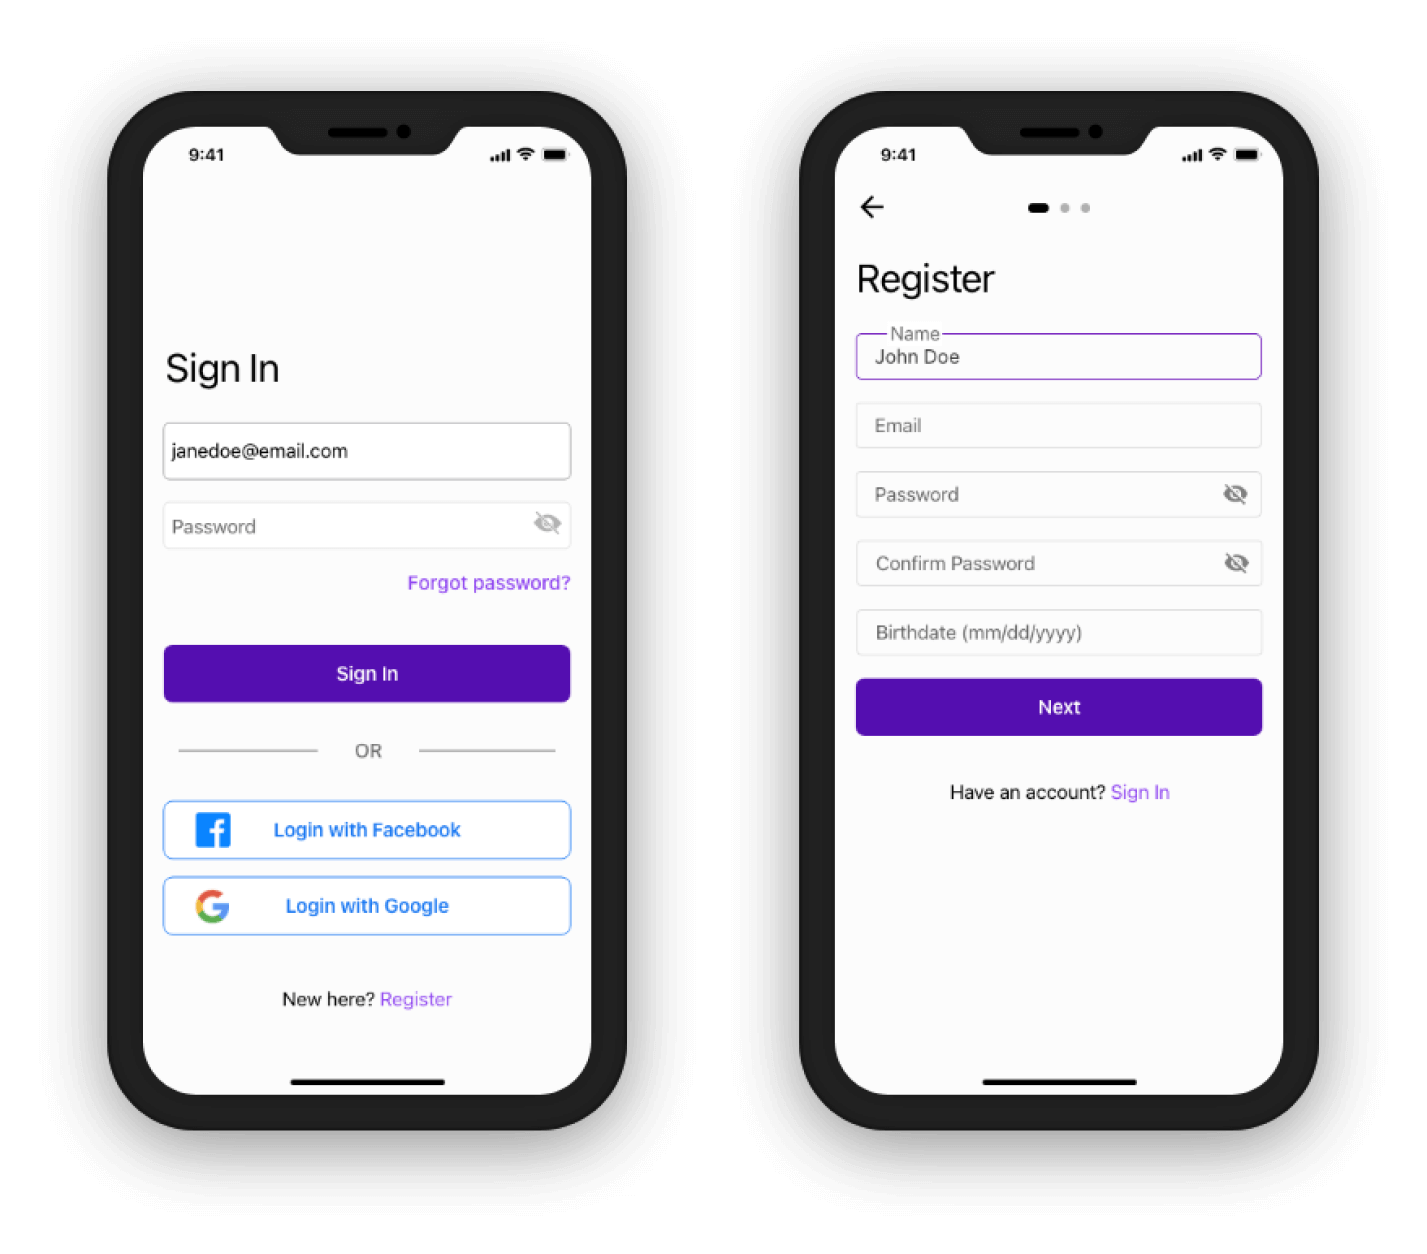 9:41
Sign In
janedoe@email.com
Password
Forgot password?
Sign In
OR
Login with Facebook
Login with Google
New here? Register
9:41
Register
Name
John Doe
Email
Password
Confirm Password
Birthdate (mm/dd/yyyy)
Next
Have an account? Sign In